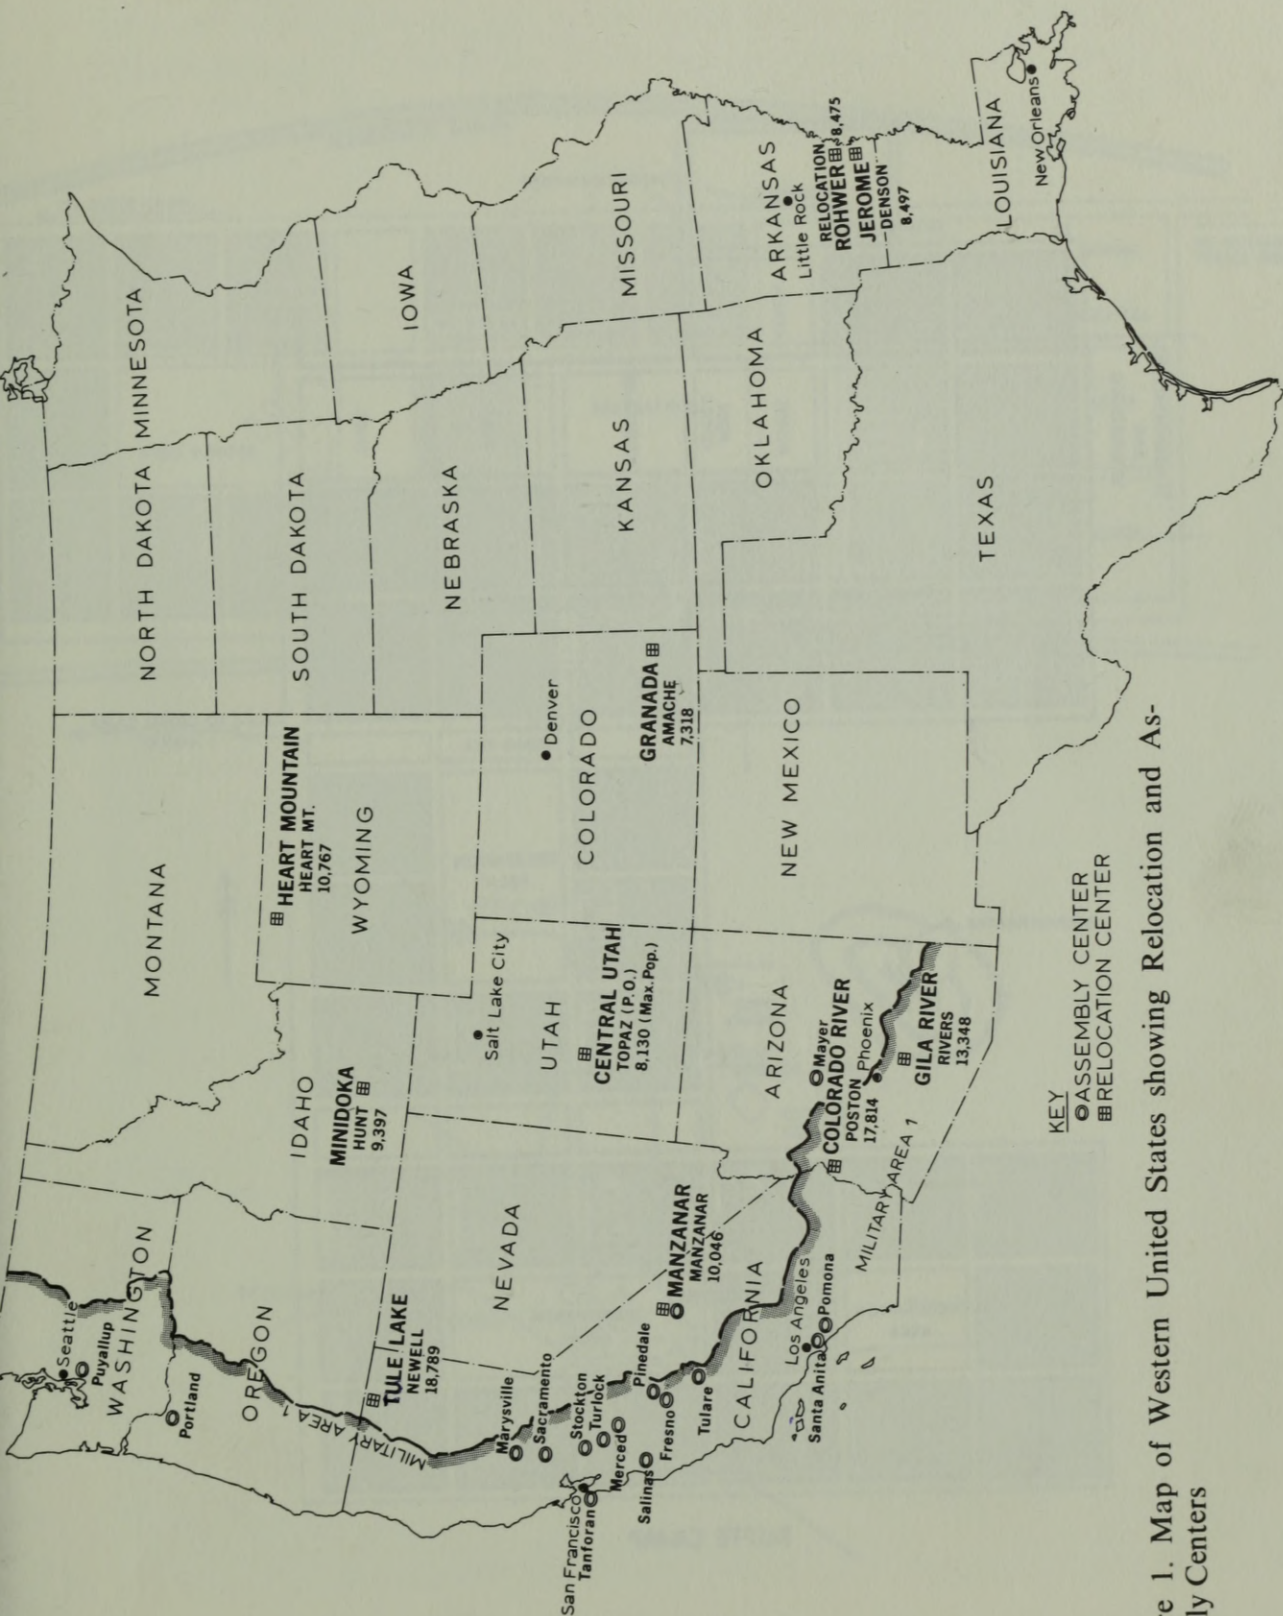 WASHINGTON
Seattle
Puyallup
Portland
OREGON
MILITARY AREA 1
IDAHO
MINIDOKA
HUNT
9,397
MONTANA
HEART MOUNTAIN
HEART MT.
10,767
WYOMING
NORTH DAKOTA
MINNESOTA
SOUTH DAKOTA
IOWA
NEBRASKA
TULE LAKE
NEWELL
18,789
NEVADA
Salt Lake City
UTAH
CENTRAL UTAH
TOPAZ (P.O.)
8,130 (Max.Pop.)
Denver
COLORADO
GRANADA
AMACHE
7,318
KANSAS
MISSOURI
Marysville
Sacramento
Stockton
Turlock
San Francisco
Tanforan
Merced
Salinas
Pinedale
Fresno
Tulare
MANZANAR
MANZANAR
10,046
CALIFORNIA
Los Angeles
Santa Anita
Pomona
MILITARY AREA 1
ARIZONA
Mayer
COLORADO RIVER
POSTON
17,814
Phoenix
GILA RIVER
RIVERS
13,348
NEW MEXICO
OKLAHOMA
ARKANSAS
Little Rock
RELOCATION
ROHWER 8,475
JEROME
DENSON
8,497
TEXAS
LOUISIANA
New Orleans
KEY
ASSEMBLY CENTER
RELOCATION CENTER
e 1. Map of Western United States showing Relocation and As-
ly Centers